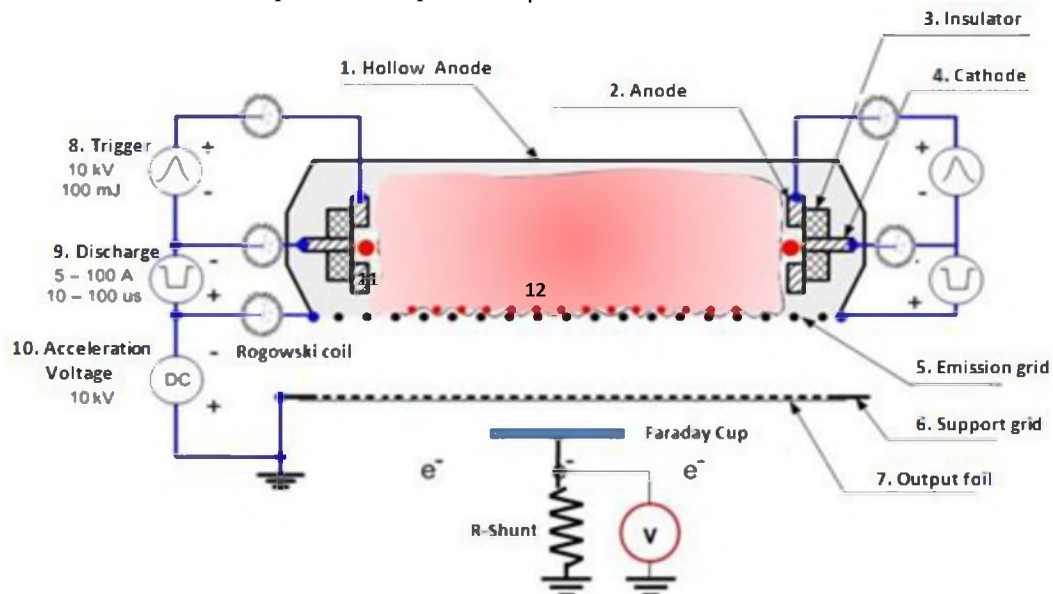 3. Insulator
1. Hollow Anode
4. Cathode
2. Anode
8. Trigger
10 kV
100 mJ
+
-
+
-
9. Discharge
5 – 100 A
10 – 100 us
-
+
-
+
11
12
10. Acceleration
Voltage
10 kV
-
DC
+
Rogowski coil
5. Emission grid
6. Support grid
Faraday Cup
7. Output foil
e-
e-
e-
R-Shunt
V